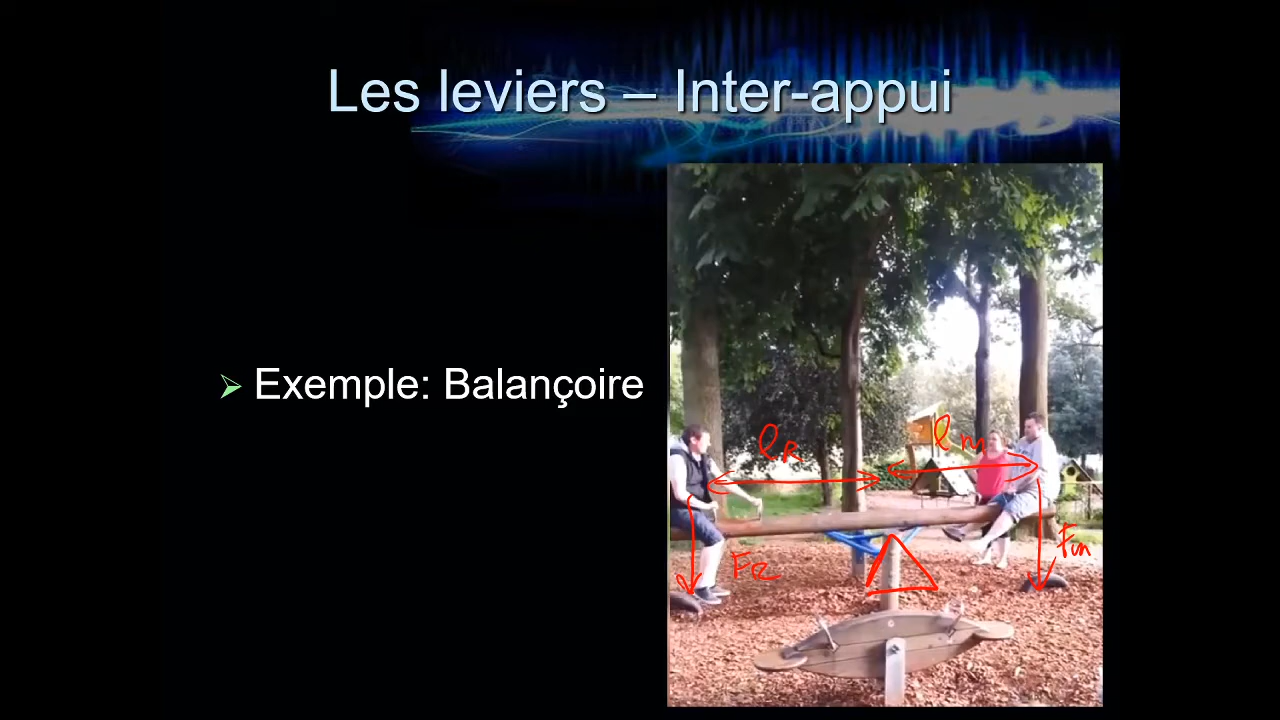 Les leviers – Inter-appui
Exemple: Balançoire
lR
lm
FR
Fm